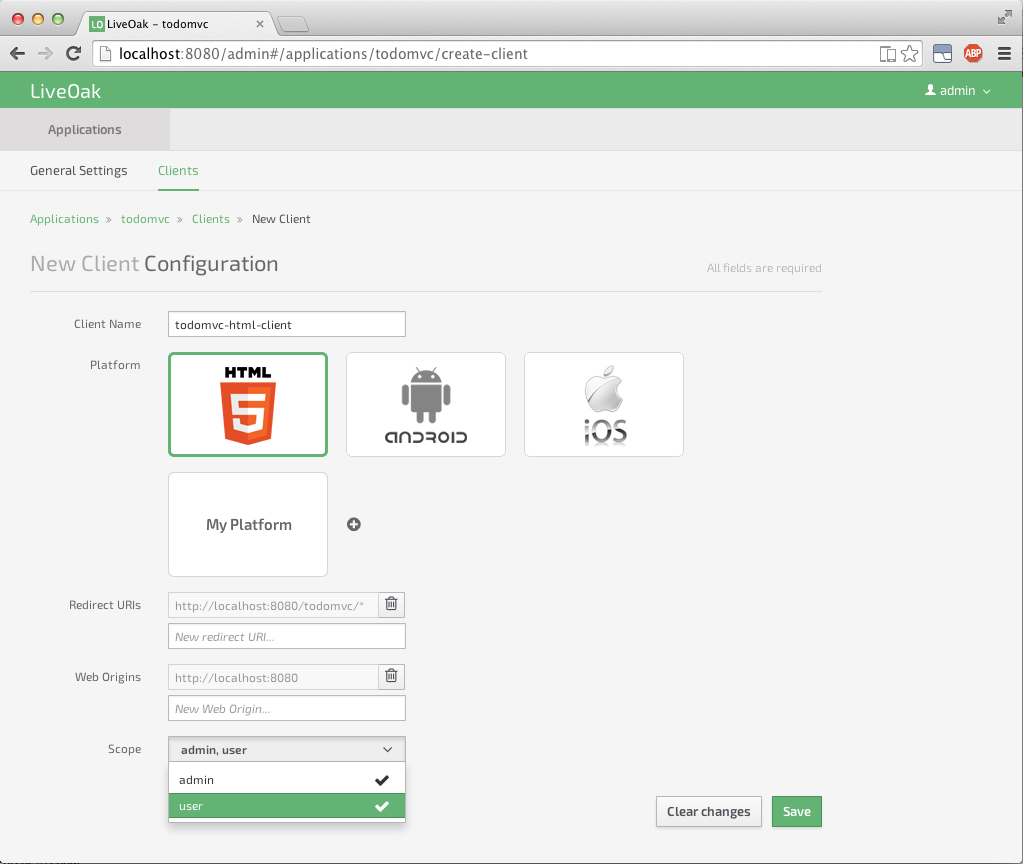 LO LiveOak – todomvc
localhost:8080/admin#/applications/todomvc/create-client
ABP
LiveOak
admin
Applications
General Settings Clients
Applications » todomvc » Clients » New Client
New Client Configuration
All fields are required
Client Name todomvc-html-client
Platform
HTML
5
ANDROID
iOS
My Platform
Redirect URIs http://localhost:8080/todomvc/*
New redirect URI...
Web Origins http://localhost:8080
New Web Origin...
Scope admin, user
admin
user
Clear changes Save